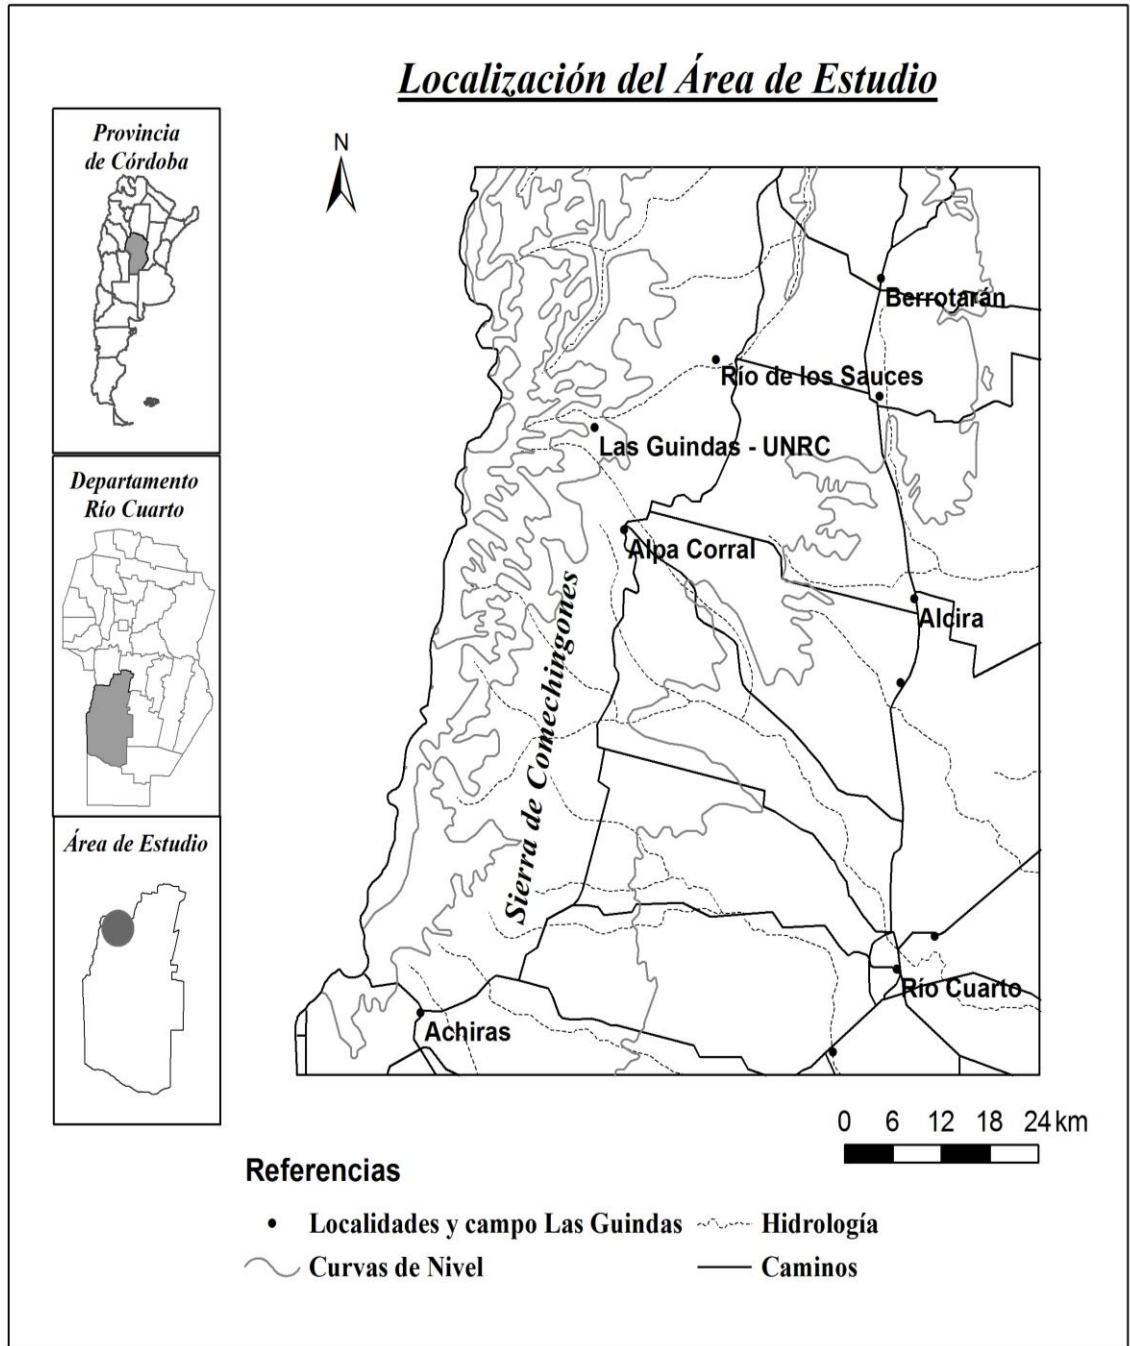 Localización del Área de Estudio
Provincia
de Córdoba
Departamento
Río Cuarto
Área de Estudio
N
Berrotarán
Río de los Sauces
Las Guindas - UNRC
Alpa Corral
Alcira
Sierra de Comechingones
Río Cuarto
Achiras
0 6 12 18 24 km
Referencias
Localidades y campo Las Guindas
Hidrología
Curvas de Nivel
Caminos